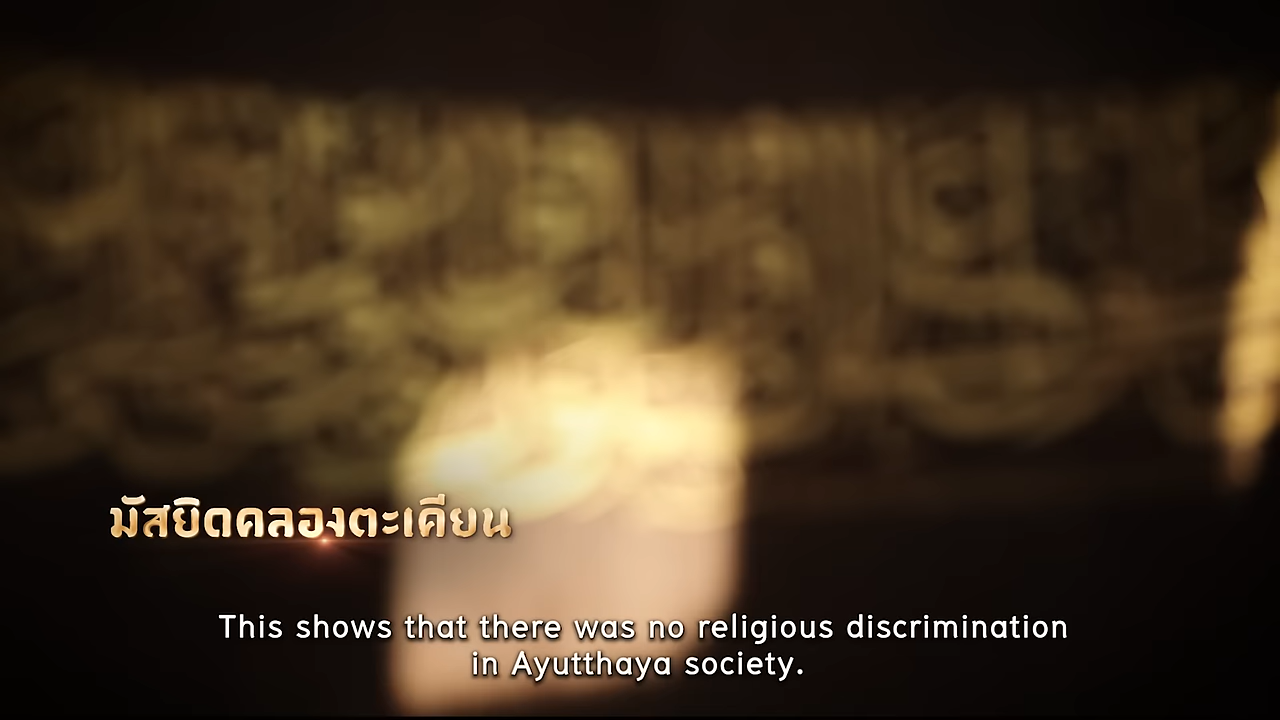 มัสยิดคลองตะเคียน
This shows that there was no religious discrimination
in Ayutthaya society.